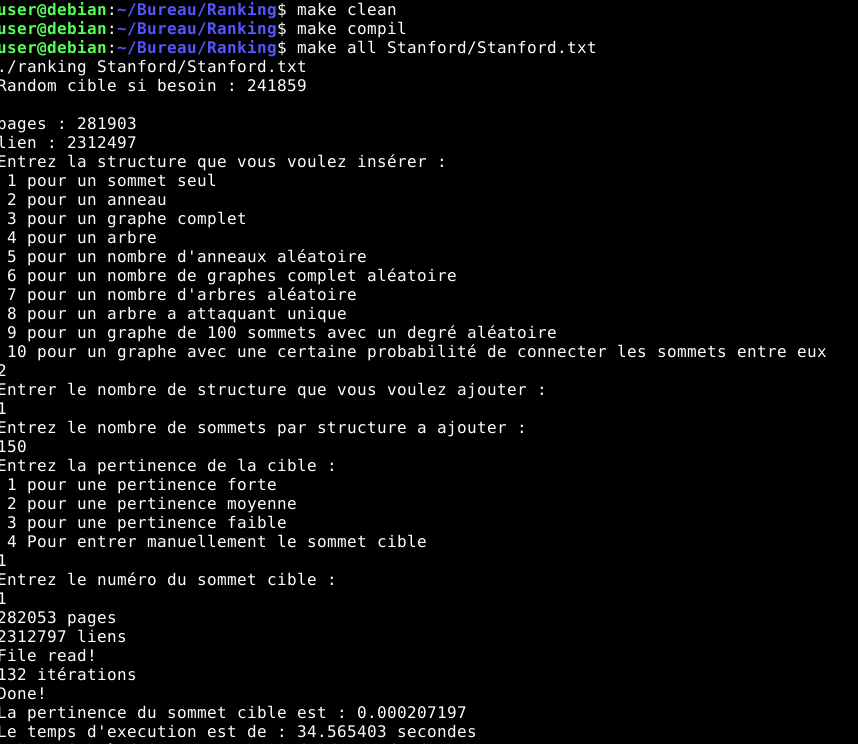 user@debian:~/Bureau/Ranking$ make clean
user@debian:~/Bureau/Ranking$ make compil
user@debian:~/Bureau/Ranking$ make all Stanford/Stanford.txt
./ranking Stanford/Stanford.txt
Random cible si besoin : 241859
pages : 281903
lien : 2312497
Entrez la structure que vous voulez insérer :
1 pour un sommet seul
2 pour un anneau
3 pour un graphe complet
4 pour un arbre
5 pour un nombre d'anneaux aléatoire
6 pour un nombre de graphes complet aléatoire
7 pour un nombre d'arbres aléatoire
8 pour un arbre a attaquant unique
9 pour un graphe de 100 sommets avec un degré aléatoire
10 pour un graphe avec une certaine probabilité de connecter les sommets entre eux
2
Entrer le nombre de structure que vous voulez ajouter :
1
Entrez le nombre de sommets par structure a ajouter :
150
Entrez la pertinence de la cible :
1 pour une pertinence forte
2 pour une pertinence moyenne
3 pour une pertinence faible
4 Pour entrer manuellement le sommet cible
1
Entrez le numéro du sommet cible :
1
282053 pages
2312797 liens
File read!
132 itérations
Done!
La pertinence du sommet cible est : 0.000207197
Le temps d'execution est de : 34.565403 secondes